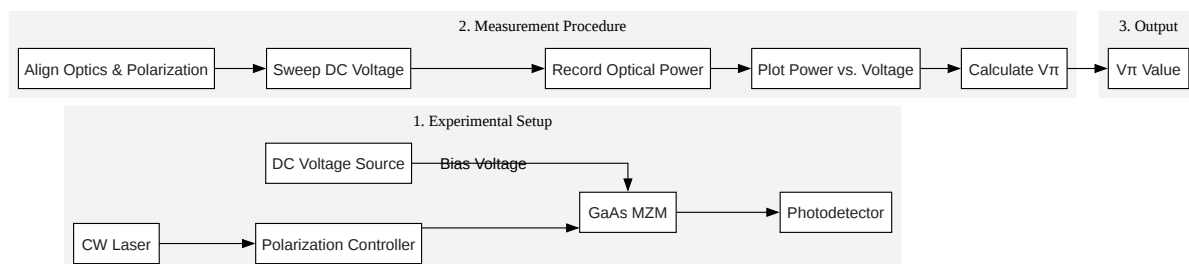 2. Measurement Procedure
3. Output
Align Optics & Polarization
Sweep DC Voltage
Record Optical Power
Plot Power vs. Voltage
Calculate Vπ
Vπ Value
1. Experimental Setup
DC Voltage Source
Bias Voltage
GaAs MZM
Photodetector
CW Laser
Polarization Controller